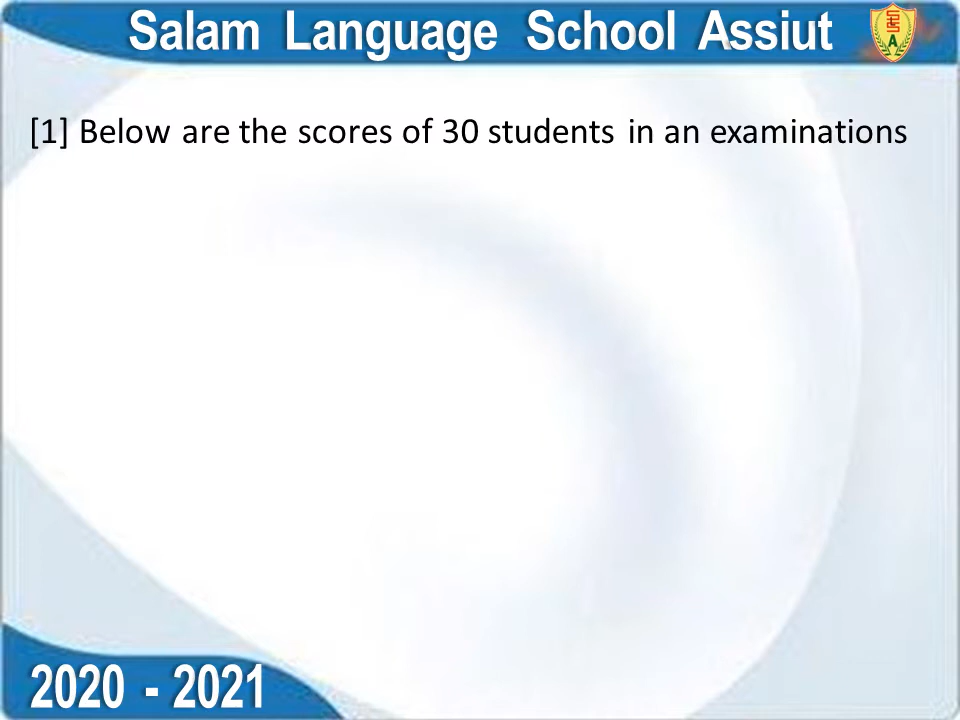 Salam Language School Assiut
[1] Below are the scores of 30 students in an examinations
2020 - 2021